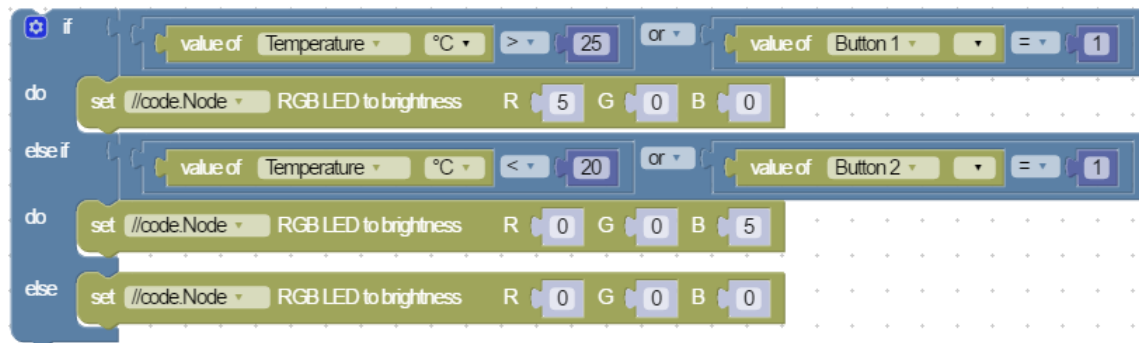 if value of Temperature °C > 25 or value of Button 1 = 1
do set //code.Node RGB LED to brightness R 5 G 0 B 0
else if value of Temperature °C < 20 or value of Button 2 = 1
do set //code.Node RGB LED to brightness R 0 G 0 B 5
else set //code.Node RGB LED to brightness R 0 G 0 B 0